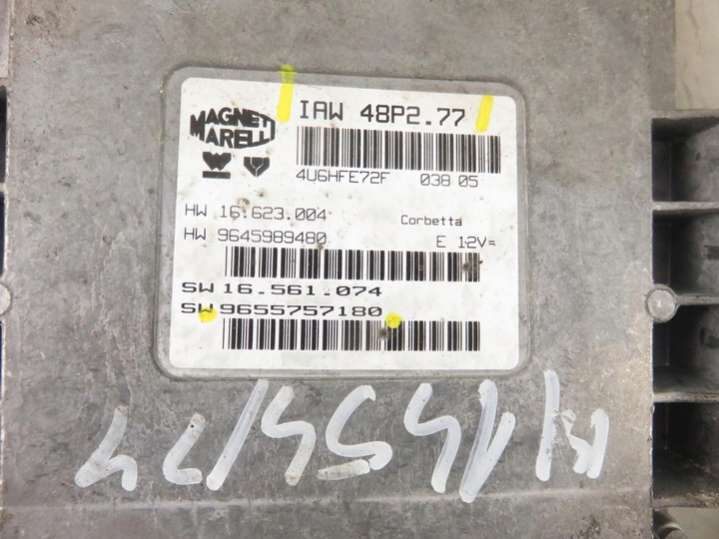 MAGNETI
MARELLI
IAW 48P2.77
4U6HFE72F 038 05
HW 16.623.004 Corbetta
HW 9645989480 E 12V=
SW 16.561.074
SW 9655757180